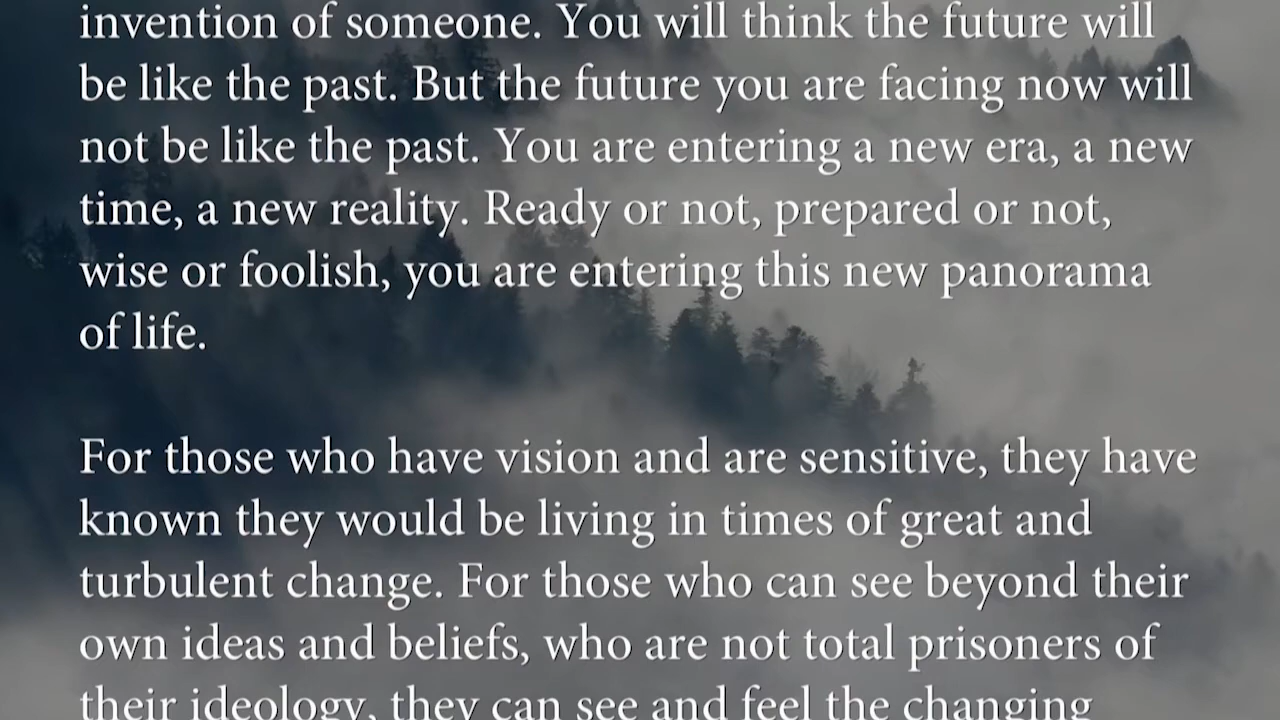 invention of someone. You will think the future will
be like the past. But the future you are facing now will
not be like the past. You are entering a new era, a new
time, a new reality. Ready or not, prepared or not,
wise or foolish, you are entering this new panorama
of life.
For those who have vision and are sensitive, they have
known they would be living in times of great and
turbulent change. For those who can see beyond their
own ideas and beliefs, who are not total prisoners of
their ideology, they can see and feel the changing